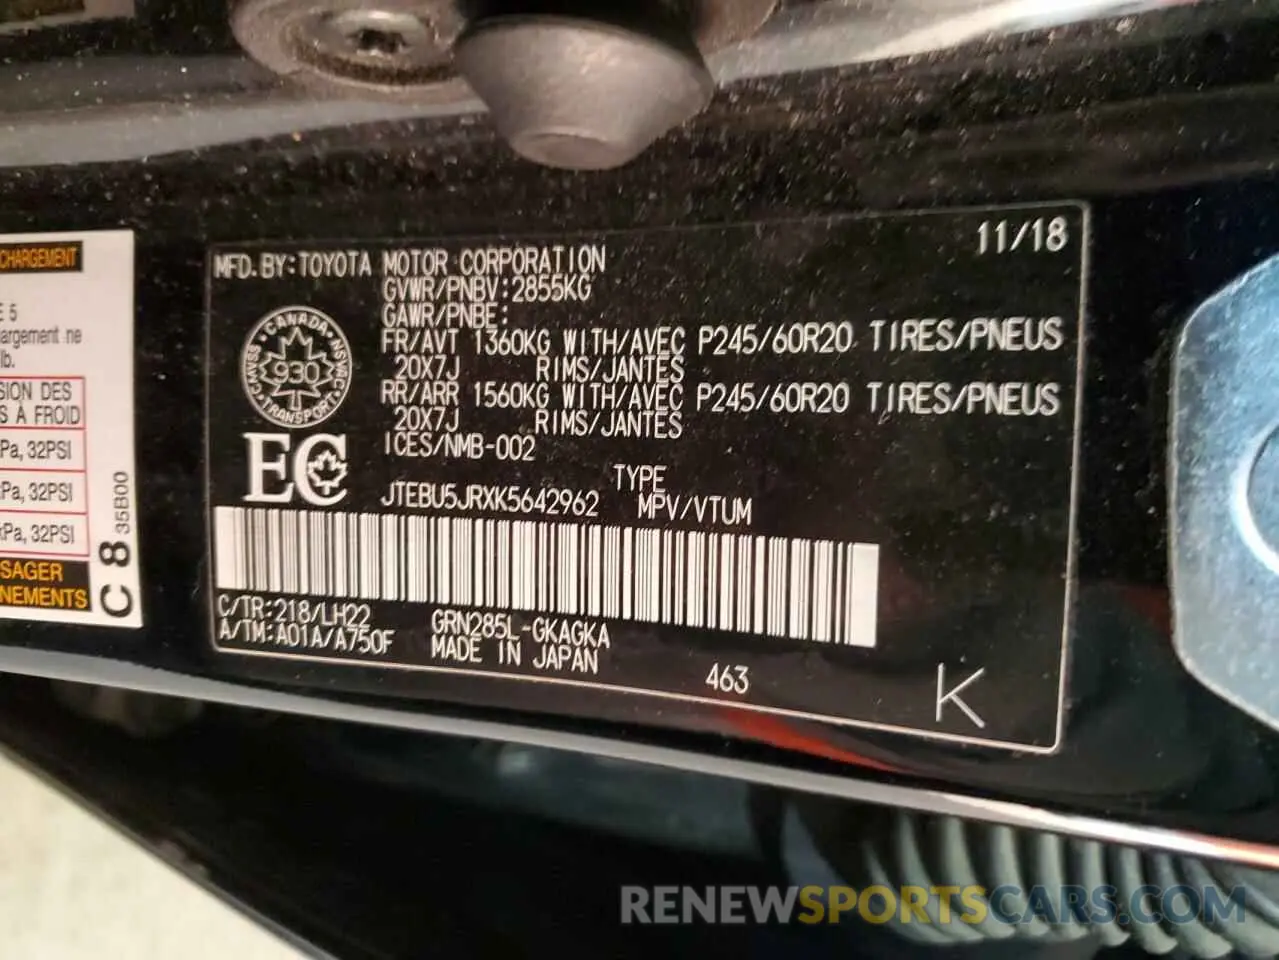 CHARGEMENT
E 5
argement ne
lb.
SION DES
S À FROID
Pa, 32PSI
Pa, 32PSI
kPa, 32PSI
SAGER
NEMENTS
C 8
35B00
11/18
MFD. BY: TOYOTA MOTOR CORPORATION
GVWR/PNBV: 2855KG
GAWR/PNBE:
FR/AVT 1360KG WITH/AVEC P245/60R20 TIRES/PNEUS
20X7J RIMS/JANTES
RR/ARR 1560KG WITH/AVEC P245/60R20 TIRES/PNEUS
20X7J RIMS/JANTES
ICES/NMB-002
CANADA
930
TRANSPORT
CMVSS
NSVAC
EC
TYPE
JTEBU5JRXK5642962 MPV/VTUM
C/TR: 218/LH22 GRN285L-GKAGKA
A/TM: A01A/A750F MADE IN JAPAN
463
K
RENEWSPORTSCARS.COM